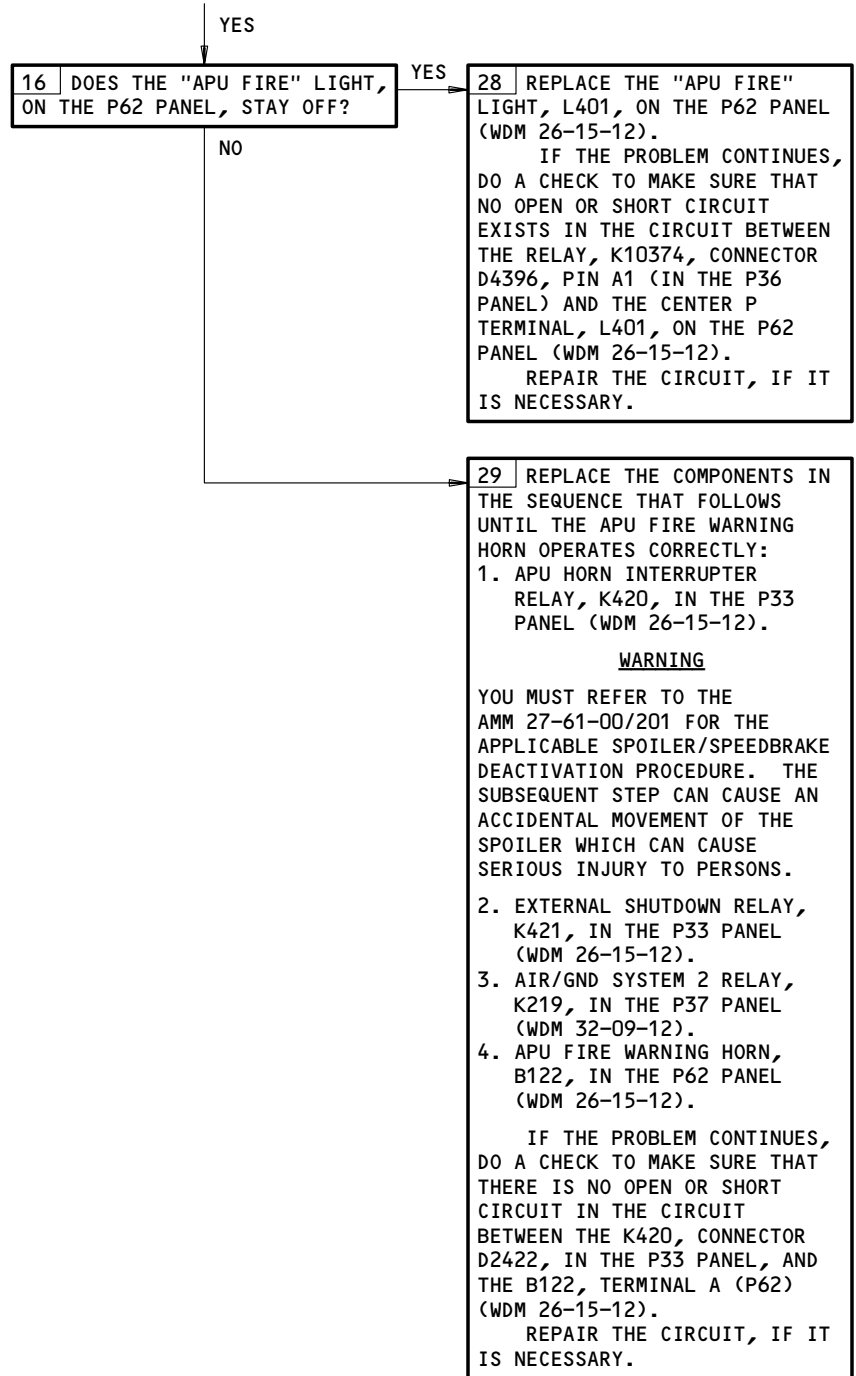 YES
16 DOES THE "APU FIRE" LIGHT,
ON THE P62 PANEL, STAY OFF?
YES
NO
28 REPLACE THE "APU FIRE"
LIGHT, L401, ON THE P62 PANEL
(WDM 26-15-12).
IF THE PROBLEM CONTINUES,
DO A CHECK TO MAKE SURE THAT
NO OPEN OR SHORT CIRCUIT
EXISTS IN THE CIRCUIT BETWEEN
THE RELAY, K10374, CONNECTOR
D4396, PIN A1 (IN THE P36
PANEL) AND THE CENTER P
TERMINAL, L401, ON THE P62
PANEL (WDM 26-15-12).
REPAIR THE CIRCUIT, IF IT
IS NECESSARY.
29 REPLACE THE COMPONENTS IN
THE SEQUENCE THAT FOLLOWS
UNTIL THE APU FIRE WARNING
HORN OPERATES CORRECTLY:
1. APU HORN INTERRUPTER
RELAY, K420, IN THE P33
PANEL (WDM 26-15-12).
WARNING
YOU MUST REFER TO THE
AMM 27-61-00/201 FOR THE
APPLICABLE SPOILER/SPEEDBRAKE
DEACTIVATION PROCEDURE. THE
SUBSEQUENT STEP CAN CAUSE AN
ACCIDENTAL MOVEMENT OF THE
SPOILER WHICH CAN CAUSE
SERIOUS INJURY TO PERSONS.
2. EXTERNAL SHUTDOWN RELAY,
K421, IN THE P33 PANEL
(WDM 26-15-12).
3. AIR/GND SYSTEM 2 RELAY,
K219, IN THE P37 PANEL
(WDM 32-09-12).
4. APU FIRE WARNING HORN,
B122, IN THE P62 PANEL
(WDM 26-15-12).
IF THE PROBLEM CONTINUES,
DO A CHECK TO MAKE SURE THAT
THERE IS NO OPEN OR SHORT
CIRCUIT IN THE CIRCUIT
BETWEEN THE K420, CONNECTOR
D2422, IN THE P33 PANEL, AND
THE B122, TERMINAL A (P62)
(WDM 26-15-12).
REPAIR THE CIRCUIT, IF IT
IS NECESSARY.